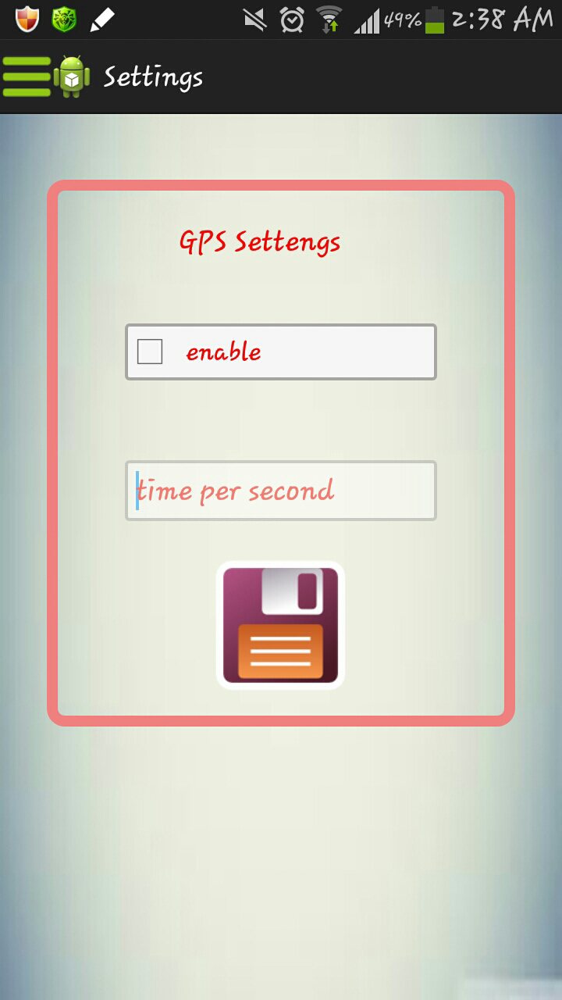 49% 2:38 AM
Settings
GPS Settengs
enable
time per second